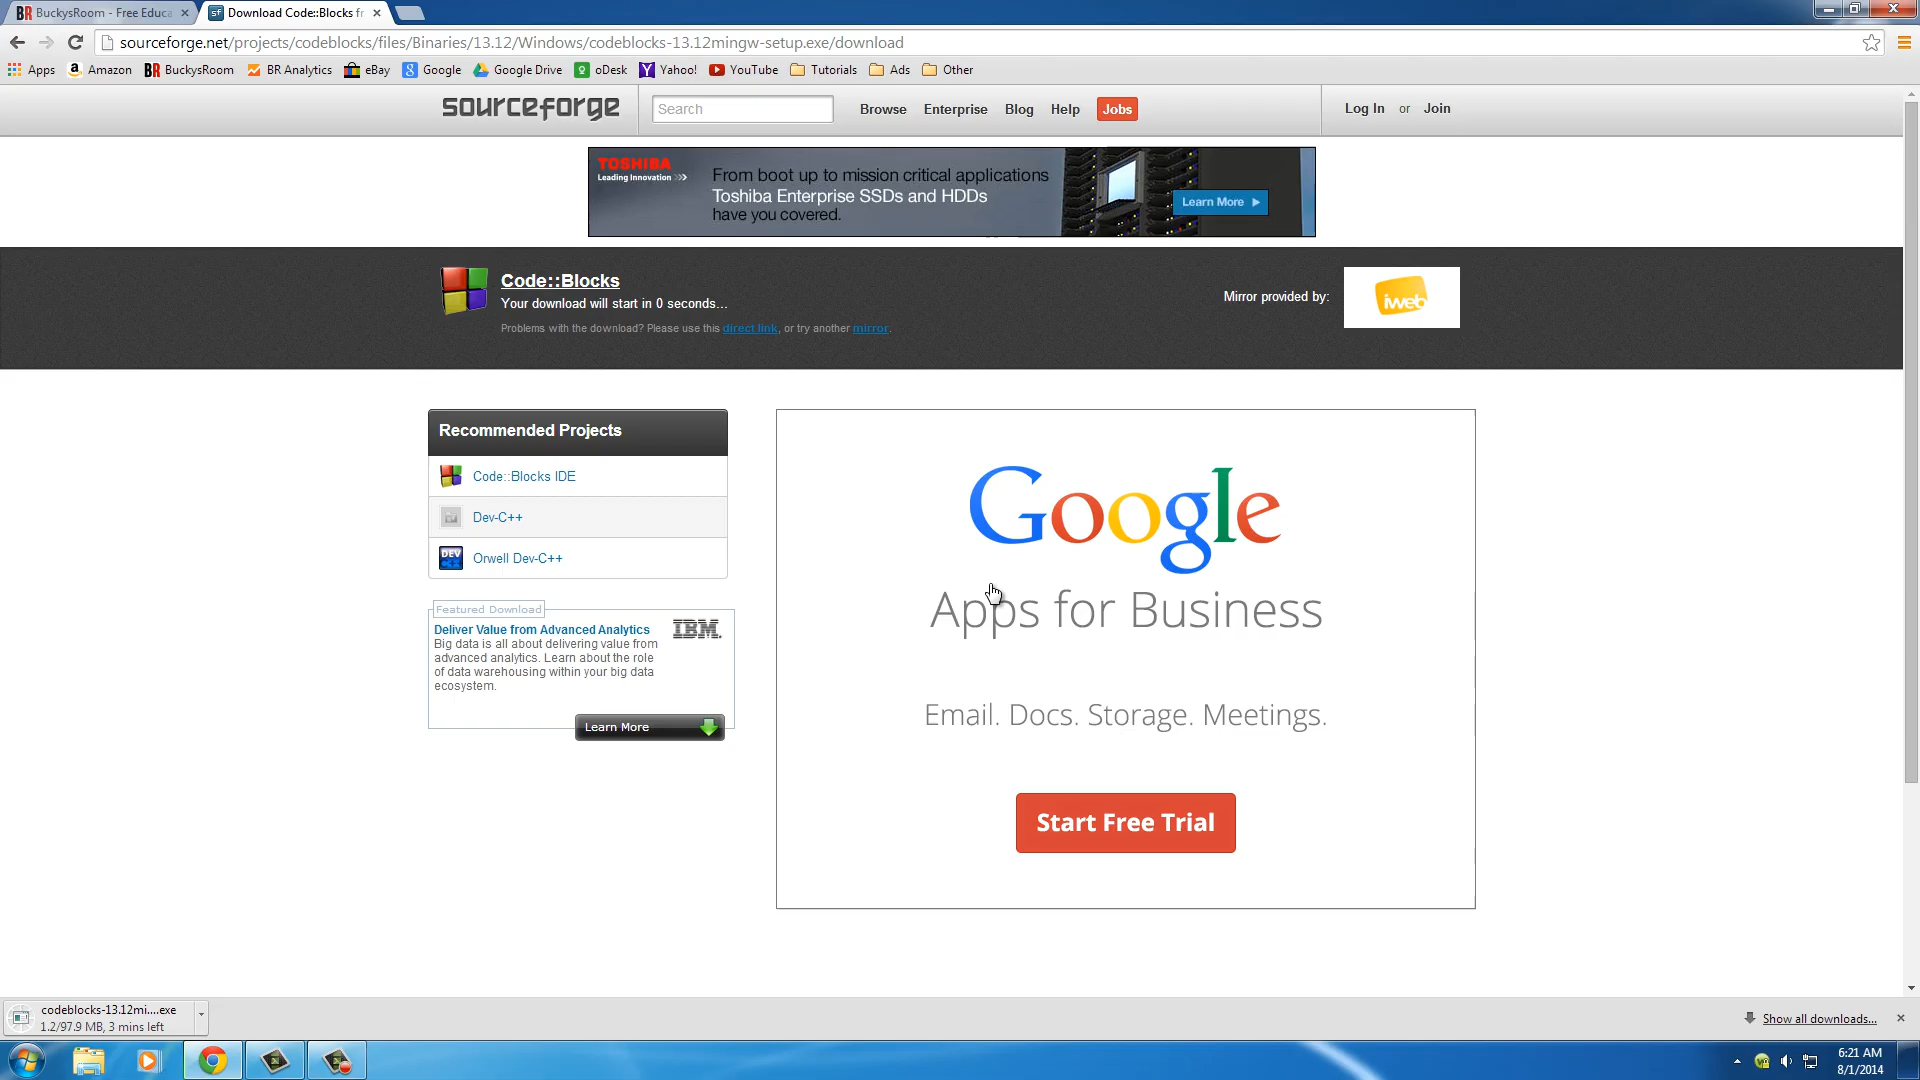 BR BuckysRoom - Free Educa
sf Download Code::Blocks fr
sourceforge.net/projects/codeblocks/files/Binaries/13.12/Windows/codeblocks-13.12mingw-setup.exe/download
Apps Amazon BuckysRoom BR Analytics eBay Google Google Drive oDesk Yahoo! YouTube Tutorials Ads Other
sourceforge Search Browse Enterprise Blog Help Jobs Log In or Join
TOSHIBA
Leading Innovation >>>
From boot up to mission critical applications
Toshiba Enterprise SSDs and HDDs
have you covered.
Learn More
Code::Blocks
Your download will start in 0 seconds...
Problems with the download? Please use this direct link, or try another mirror.
Mirror provided by:
iweb
Recommended Projects
Code::Blocks IDE
Dev-C++
DEV Orwell Dev-C++
Featured Download
Deliver Value from Advanced Analytics
IBM.
Big data is all about delivering value from
advanced analytics. Learn about the role
of data warehousing within your big data
ecosystem.
Learn More
Google
Apps for Business
Email. Docs. Storage. Meetings.
Start Free Trial
codeblocks-13.12mi....exe
1.2/97.9 MB, 3 mins left
Show all downloads...
6:21 AM
8/1/2014